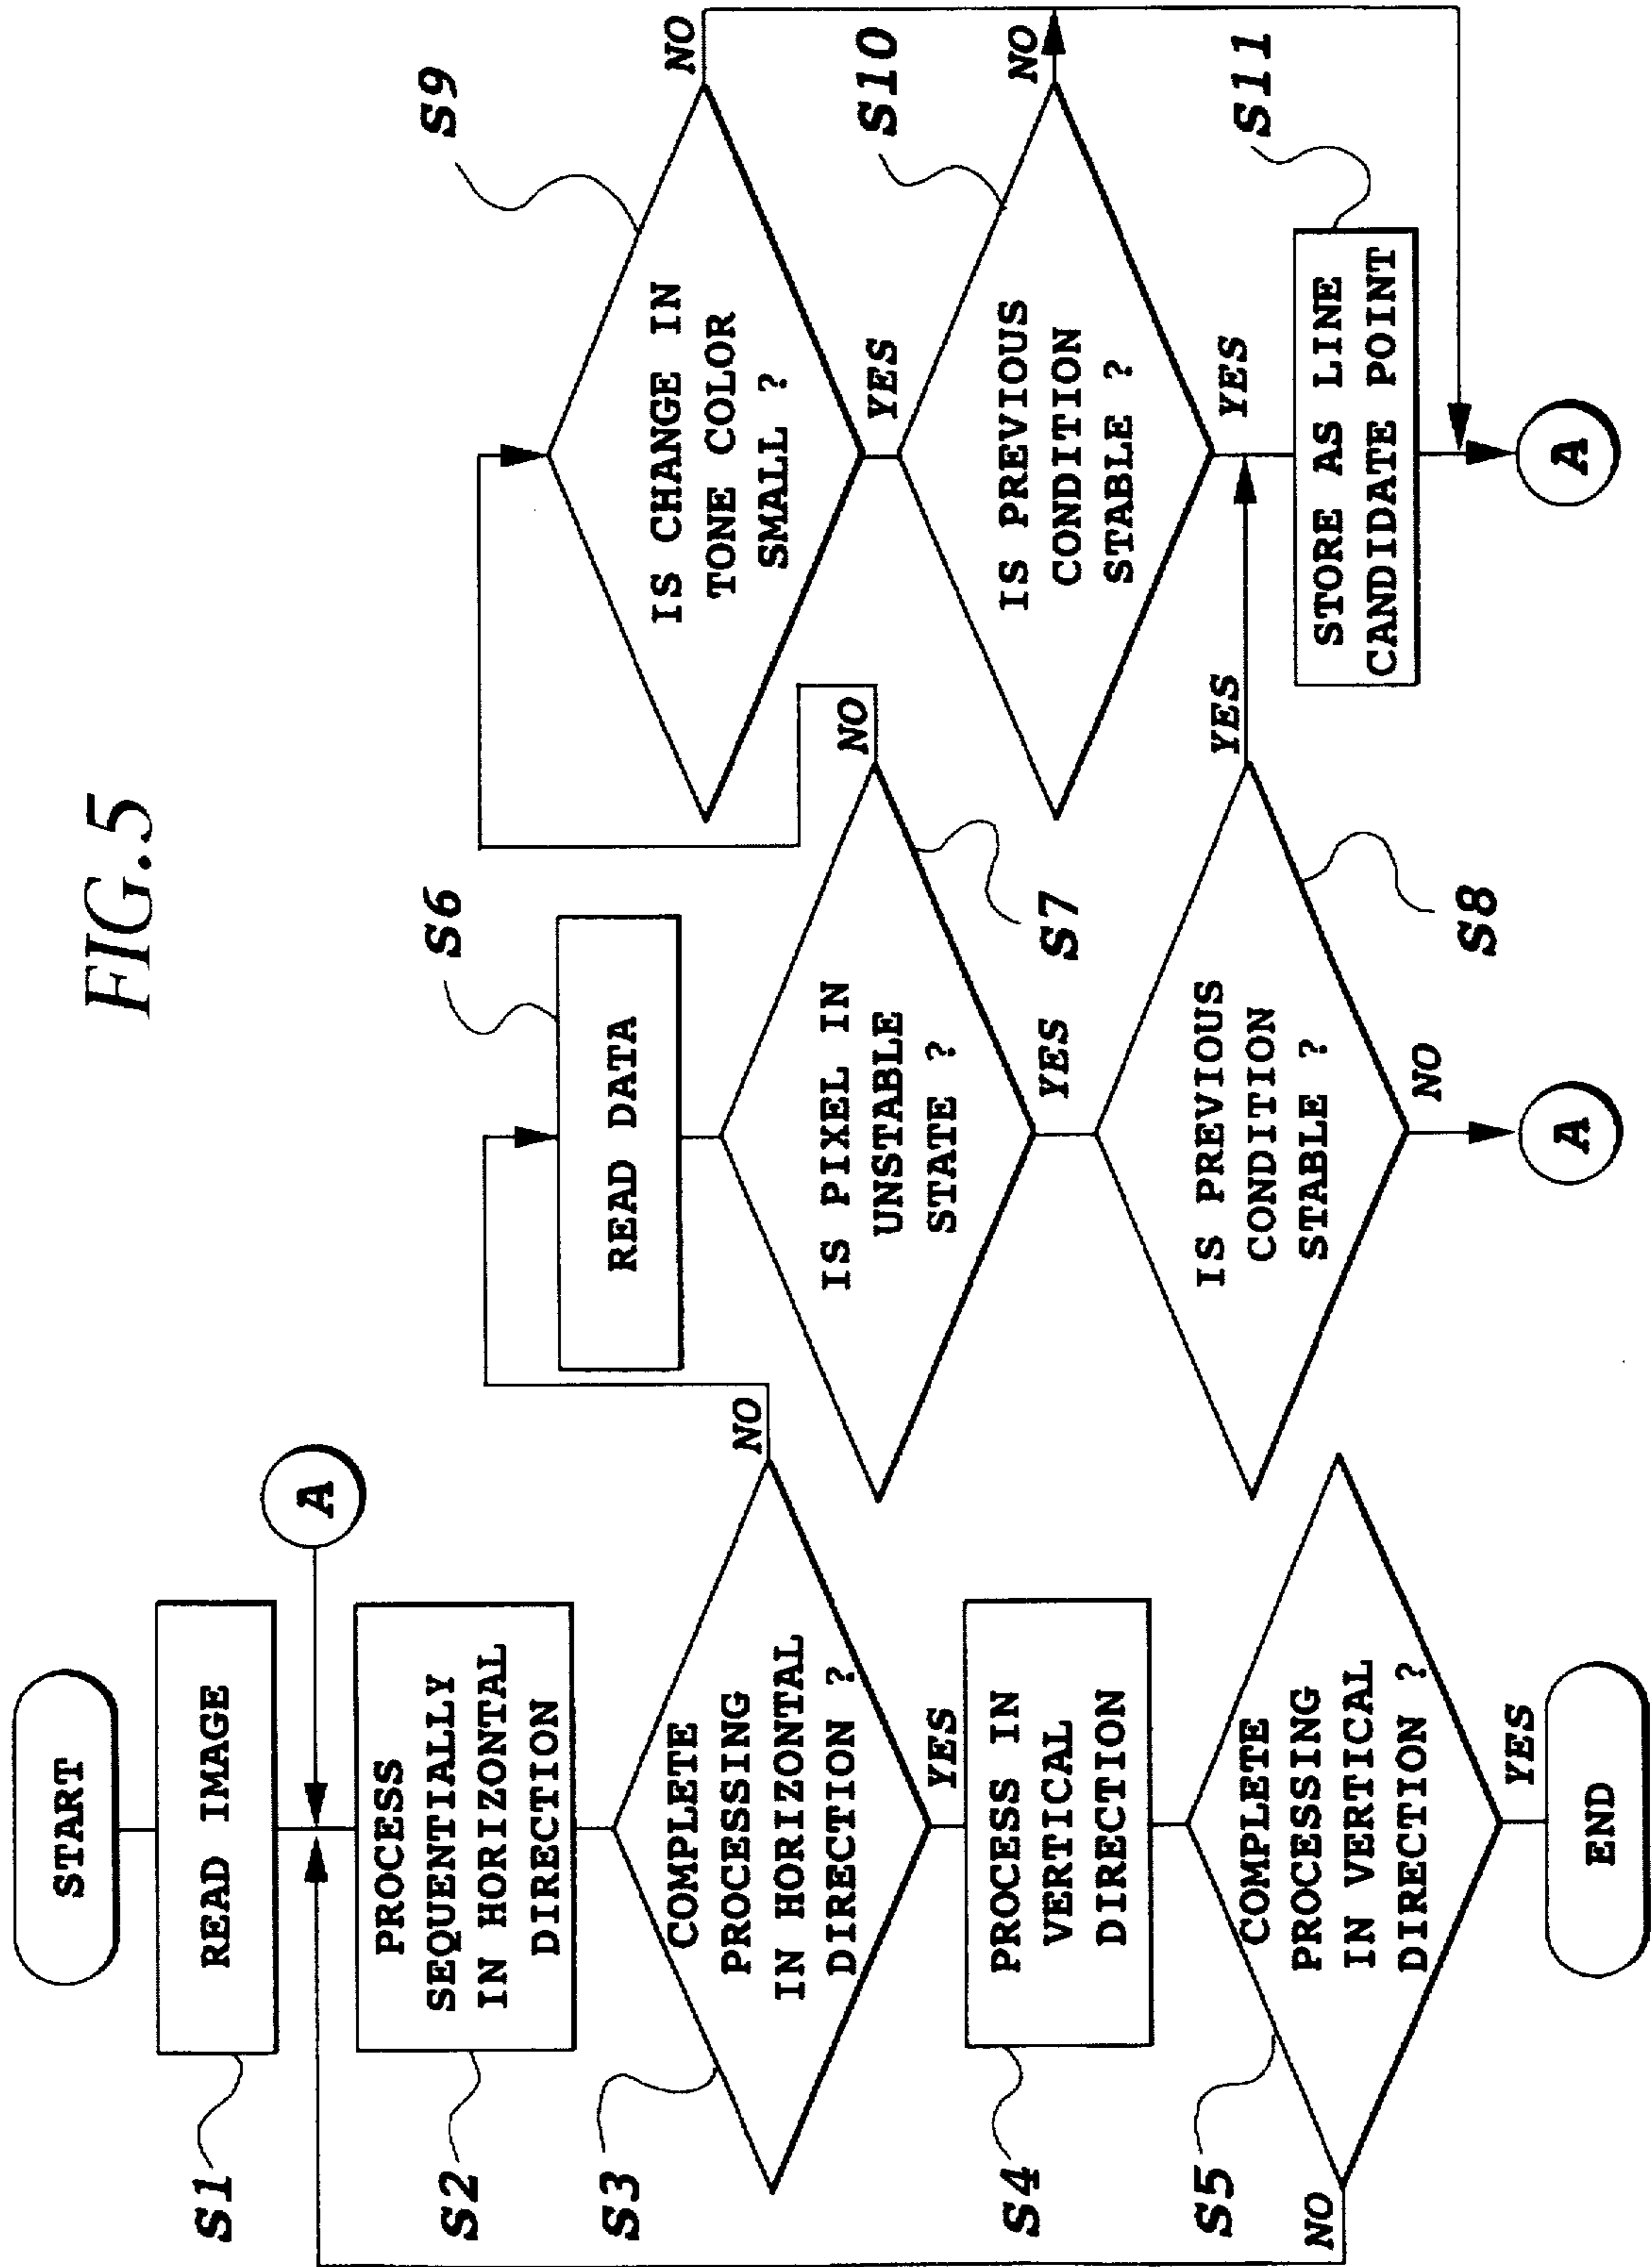 FIG.5
START
S1
READ IMAGE
A
S2
PROCESS
SEQUENTIALLY
IN HORIZONTAL
DIRECTION
S3
COMPLETE
PROCESSING
IN HORIZONTAL
DIRECTION ?
NO
YES
S4
PROCESS IN
VERTICAL
DIRECTION
S5
COMPLETE
PROCESSING
IN VERTICAL
DIRECTION ?
NO
YES
END
S6
READ DATA
IS PIXEL IN
UNSTABLE
STATE ?
NO
S7
YES
IS PREVIOUS
CONDITION
STABLE ?
YES
S8
NO
A
S9
IS CHANGE IN
TONE COLOR
SMALL ?
NO
YES
S10
IS PREVIOUS
CONDITION
STABLE ?
NO
YES
S11
STORE AS LINE
CANDIDATE POINT
A